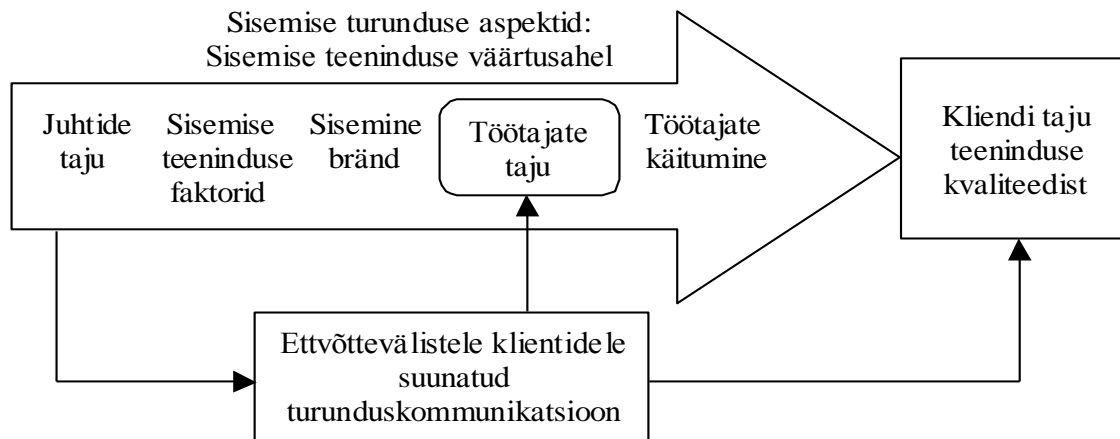 Sisemise turunduse aspektid:
Sisemise teeninduse väärtusahel
Juhtide
taju
Sisemise
teeninduse
faktorid
Sisemine
bränd
Töötajate
taju
Töötajate
käitumine
Kliendi taju
teeninduse
kvaliteedist
Ettvõttevälistele klientidele
suunatud
turunduskommunikatsioon